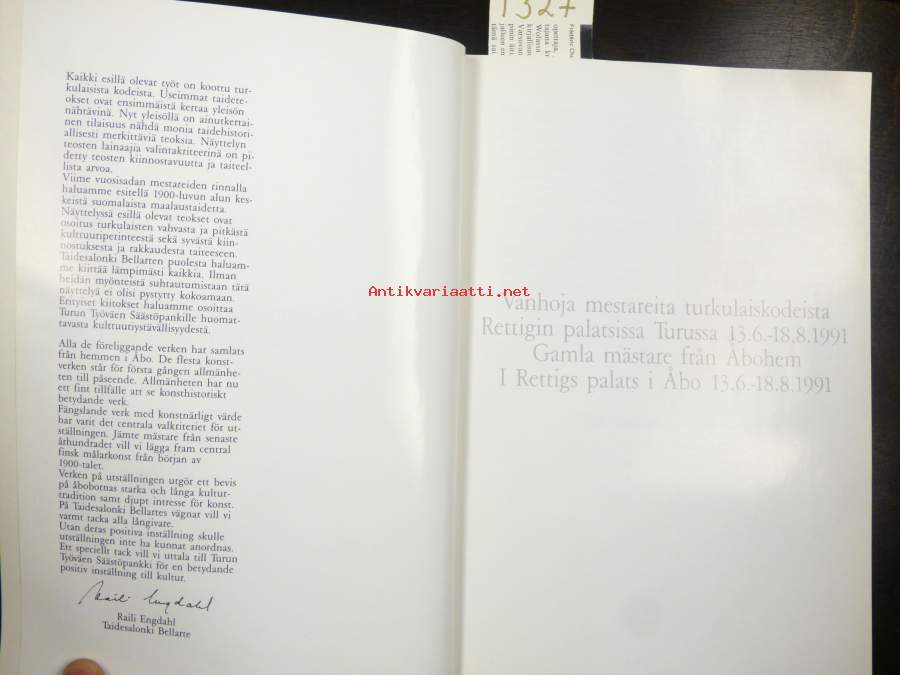 1327
Frédéric
opettaja,
tajana
Wodassa
kirjallisuu
Varsovan
pinin äiti
julkisen en
tämä sai
Kaikki esillä olevat työt on koottu tur-
kulaisista kodeista. Useimmat taidete-
okset ovat ensimmäistä kertaa yleisön
nähtävinä. Nyt yleisöllä on ainutkertai-
nen tilaisuus nähdä monia taidehistori-
allisesti merkittäviä teoksia. Näyttelyn
teosten lainaajia valintakriteerinä on pi-
detty teosten kiinnostavuutta ja taiteel-
lista arvoa.
Viime vuosisadan mestareiden rinnalla
haluamme esitellä 1900-luvun alun kes-
keistä suomalaista maalaustaidetta.
Näyttelyssä esillä olevat teokset ovat
osoitus turkulaisten vahvasta ja pitkästä
kulttuuriperinteestä sekä syvästä kiin-
nostuksesta ja rakkaudesta taiteeseen.
Taidesalonki Bellarten puolesta haluam-
me kiittää lämpimästi kaikkia. Ilman
heidän myönteistä suhtautumistaan tätä
näyttelyä ei olisi pystytty kokoamaan.
Erityiset kiitokset haluamme osoittaa
Turun Työväen Säästöpankille huomat-
tavasta kulttuuriystävällisyydestä.
Alla de föreliggande verken har samlats
från hemmen i Åbo. De flesta konst-
verken står för första gången allmänhe-
ten till påseende. Allmänheten har nu
ett fint tillfälle att se konsthistoriskt
betydande verk.
Fängslande verk med konstnärligt värde
har varit det centrala valkriteriet för ut-
ställningen. Jämte mästare från senaste
århundradet vill vi lägga fram central
finsk målarkonst från början av
1900-talet.
Verken på utställningen utgör ett bevis
på åbobornas starka och långa kultur-
tradition samt djupt intresse för konst.
På Taidesalonki Bellartes vägnar vill vi
varmt tacka alla långivare.
Utan deras positiva inställning skulle
utställningen inte ha kunnat anordnas.
Ett speciellt tack vill vi uttala till Turun
Työväen Säästöpankki för en betydande
positiv inställning till kultur.
Raili Engdahl
Raili Engdahl
Taidesalonki Bellarte
Antikvariaatti.net
Vanhoja mestareita turkulaiskodeista
Rettigin palatsissa Turussa 13.6.-18.8.1991
Gamla mästare från Åbohem
I Rettigs palats i Åbo 13.6.-18.8.1991